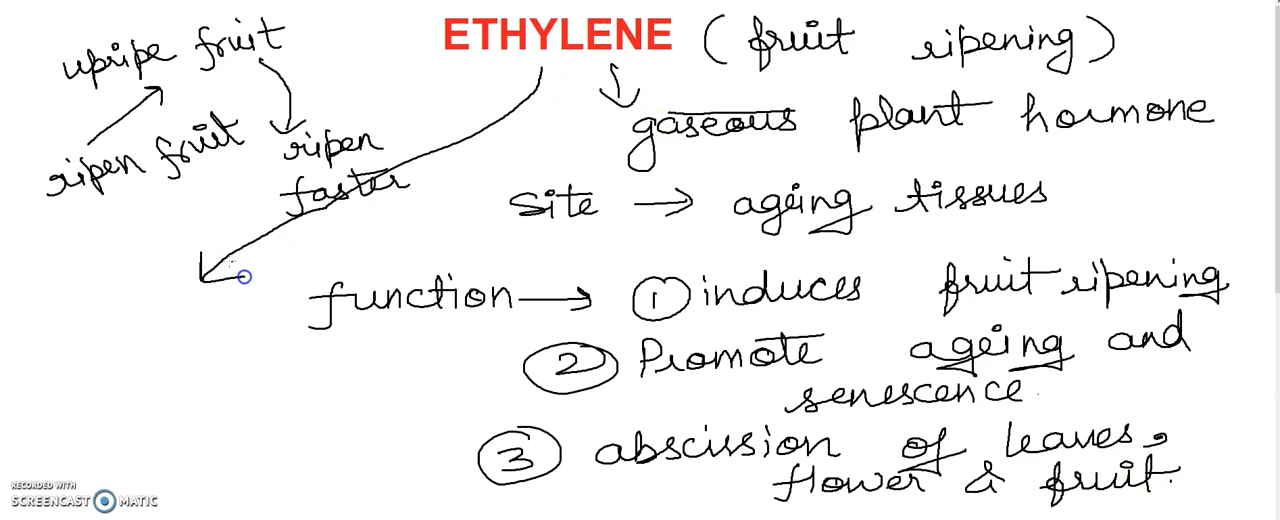 ETHYLENE (fruit ripening)
upripe fruit
ripen fruit
ripen
faster
gaseous plant hormone
Site → ageing tissues
function → ① induces fruit ripening
② Promote ageing and
senescence
③ abscission of leaves,
flower & fruit.
RECORDED WITH
SCREENCAST MATIC